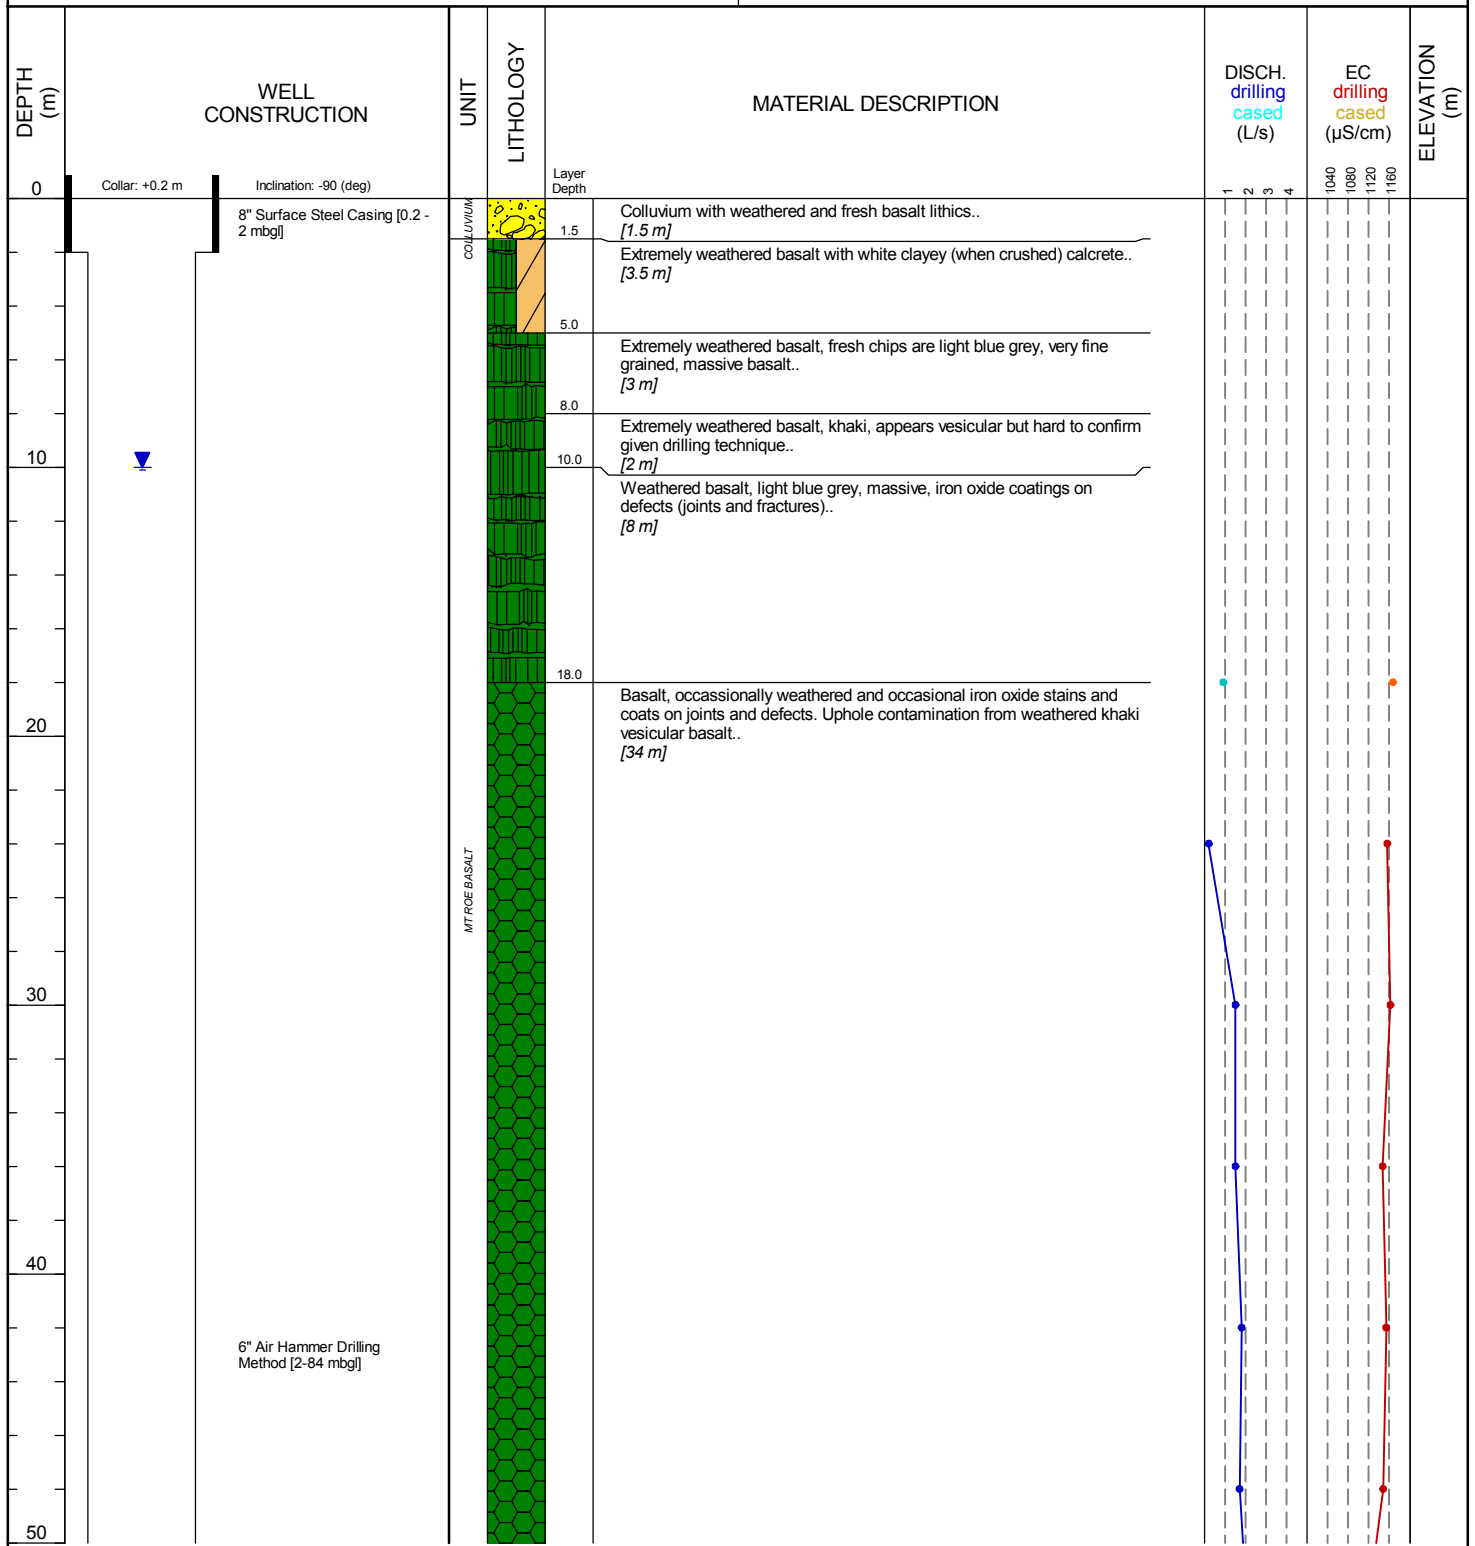 DEPTH
(m)
WELL
CONSTRUCTION
UNIT
LITHOLOGY
MATERIAL DESCRIPTION
DISCH.
drilling
cased
(L/s)
EC
drilling
cased
(µS/cm)
ELEVATION
(m)
1
2
3
4
1040
1080
1120
1160
Layer
Depth
0
Collar: +0.2 m
Inclination: -90 (deg)
8" Surface Steel Casing [0.2 -
2 mbgl]
COLLUVIUM
Colluvium with weathered and fresh basalt lithics..
[1.5 m]
1.5
Extremely weathered basalt with white clayey (when crushed) calcrete..
[3.5 m]
5.0
Extremely weathered basalt, fresh chips are light blue grey, very fine
grained, massive basalt..
[3 m]
8.0
Extremely weathered basalt, khaki, appears vesicular but hard to confirm
given drilling technique..
[2 m]
10
10.0
Weathered basalt, light blue grey, massive, iron oxide coatings on
defects (joints and fractures)..
[8 m]
18.0
Basalt, occassionally weathered and occasional iron oxide stains and
coats on joints and defects. Uphole contamination from weathered khaki
vesicular basalt..
[34 m]
20
MT ROE BASALT
30
40
6" Air Hammer Drilling
Method [2-84 mbgl]
50